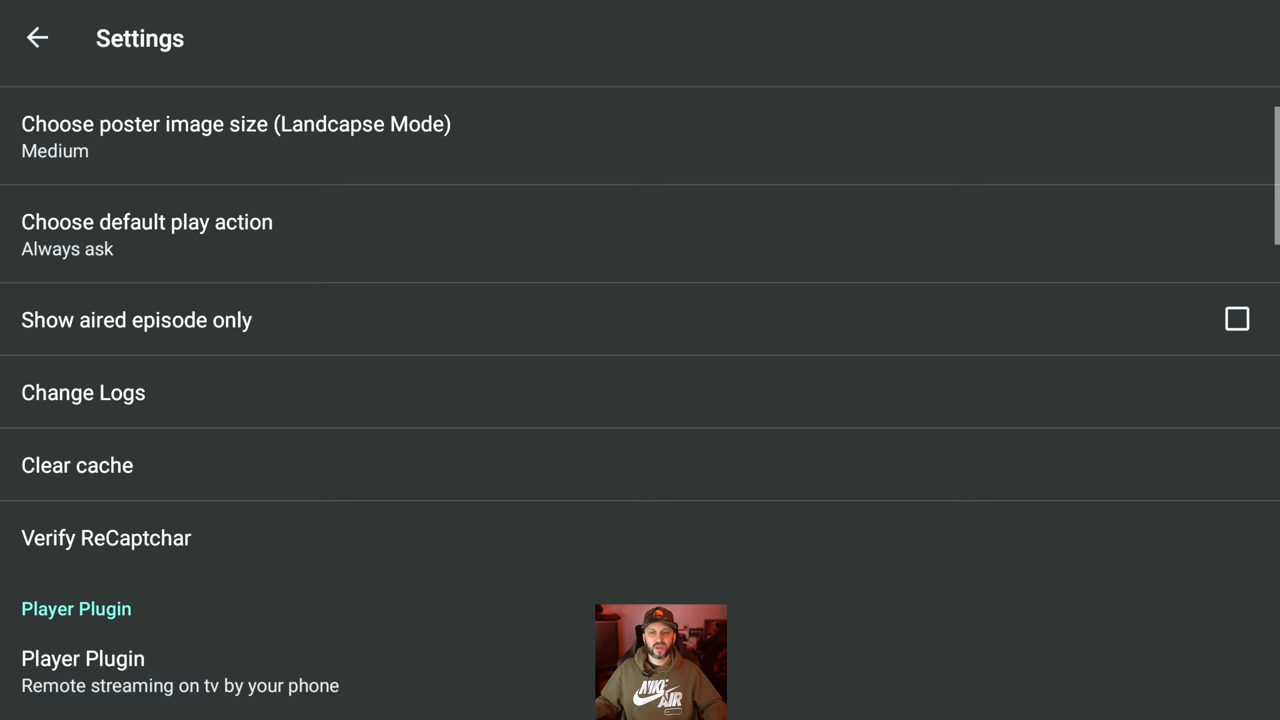 Settings
Choose poster image size (Landcapse Mode)
Medium
Choose default play action
Always ask
Show aired episode only
Change Logs
Clear cache
Verify ReCaptchar
Player Plugin
Player Plugin
Remote streaming on tv by your phone
NIKE
AIR